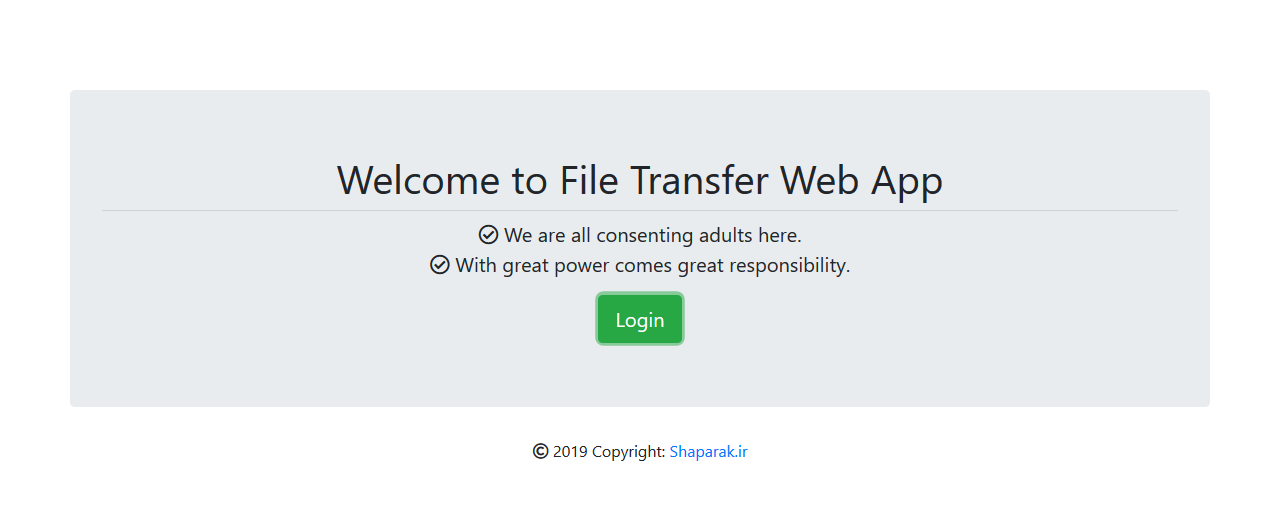 Welcome to File Transfer Web App
We are all consenting adults here.
With great power comes great responsibility.
Login
© 2019 Copyright: Shaparak.ir